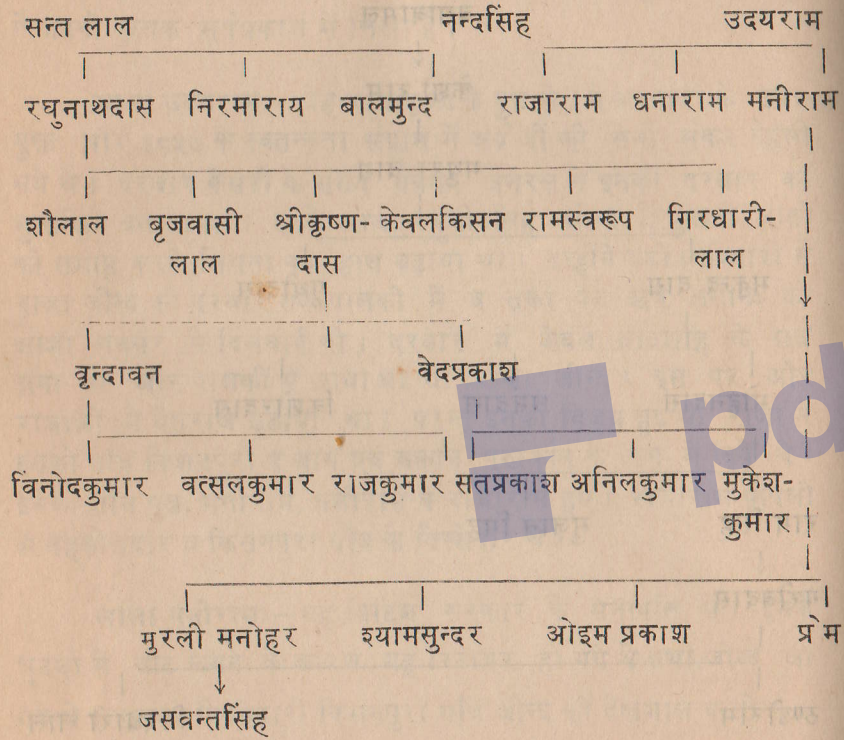 सन्त लाल नन्दसिंह उदयराम
रघुनाथदास निरमाराय बालमुन्द राजाराम धनाराम मनीराम
शौलाल बृजवासी श्रीकृष्ण- केवलकिसन रामस्वरूप गिरधारी-
लाल दास लाल
वृन्दावन वेदप्रकाश
विंनोदकुमार वत्सलकुमार राजकुमार सतप्रकाश अनिलकुमार मुकेश-
कुमार
मुरली मनोहर श्यामसुन्दर ओइम प्रकाश प्रेम
जसवन्तसिंह
pd